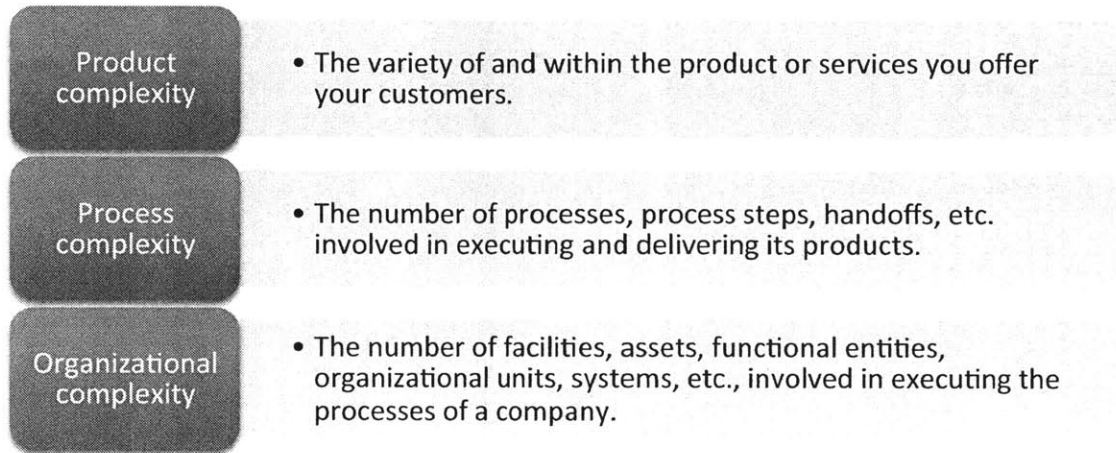 Product
complexity
• The variety of and within the product or services you offer
your customers.
Process
complexity
• The number of processes, process steps, handoffs, etc.
involved in executing and delivering its products.
Organizational
complexity
• The number of facilities, assets, functional entities,
organizational units, systems, etc., involved in executing the
processes of a company.